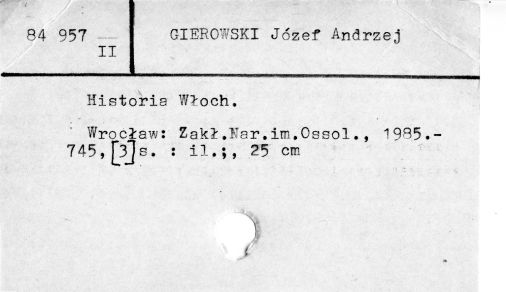 84 957
II
GIEROWSKI Józef Andrzej
Historia Włoch.
Wrocław: Zakł.Nar.im.Ossol., 1985.-
745,[3]s. : il.;, 25 cm